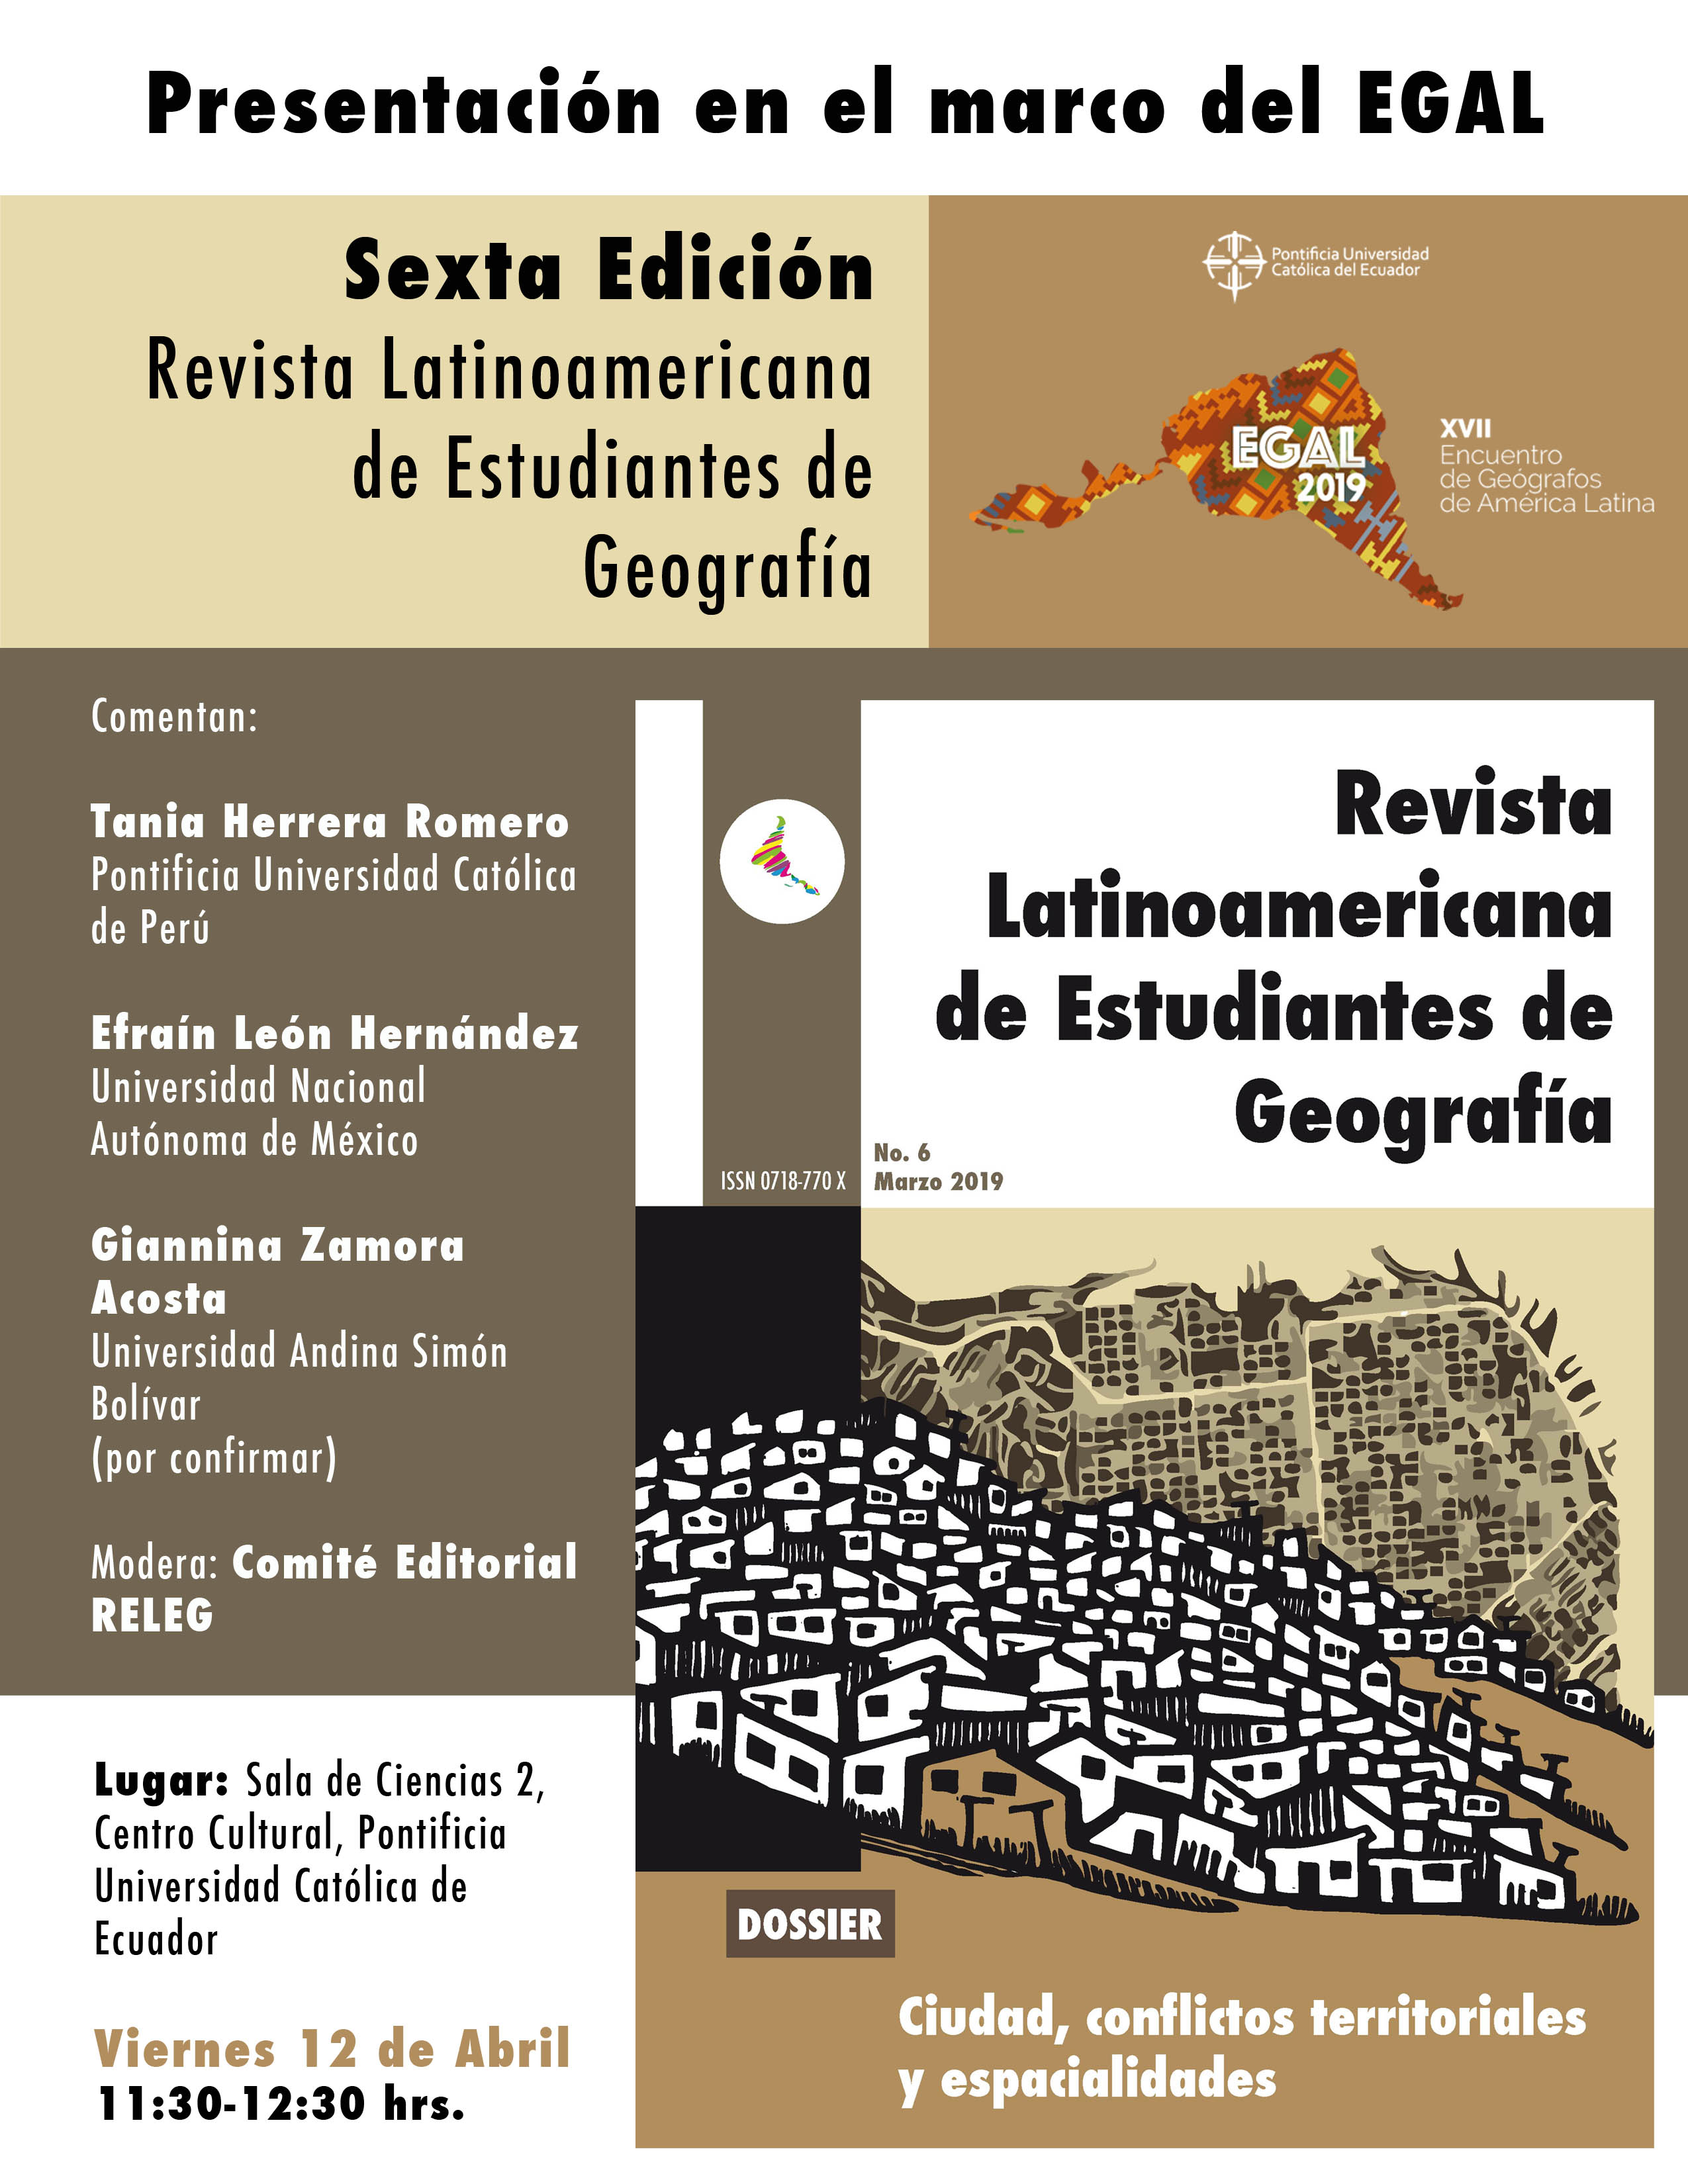 Presentación en el marco del EGAL
Sexta Edición
Revista Latinoamericana
de Estudiantes de
Geografía
Pontificia Universidad
Católica del Ecuador
EGAL
2019
XVII
Encuentro
de Geógrafos
de América Latina
Comentan:
Tania Herrera Romero
Pontificia Universidad Católica
de Perú
Efraín León Hernández
Universidad Nacional
Autónoma de México
Giannina Zamora
Acosta
Universidad Andina Simón
Bolívar
(por confirmar)
Modera: Comité Editorial
RELEG
Lugar: Sala de Ciencias 2,
Centro Cultural, Pontificia
Universidad Católica de
Ecuador
Viernes 12 de Abril
11:30-12:30 hrs.
Revista
Latinoamericana
de Estudiantes de
Geografía
No. 6
Marzo 2019
ISSN 0718-770 X
DOSSIER
Ciudad, conflictos territoriales
y espacialidades